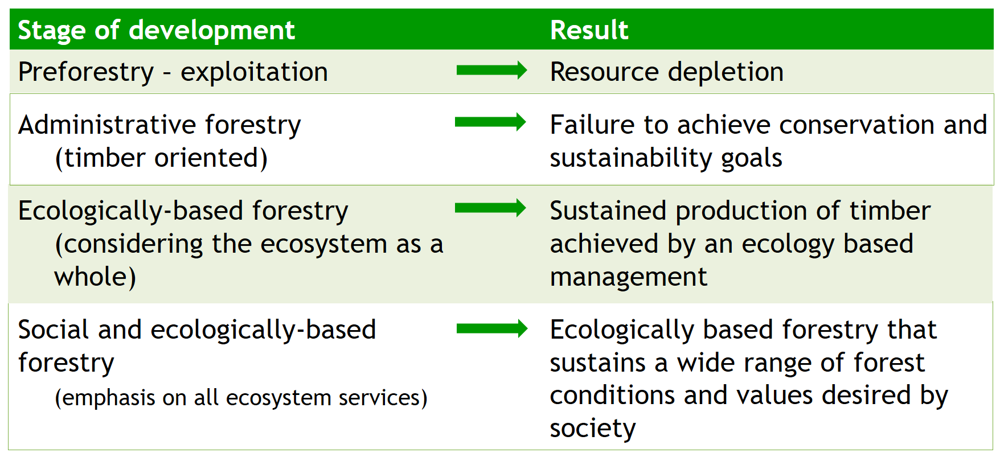 Stage of development
Result
Preforestry – exploitation
Resource depletion
Administrative forestry
(timber oriented)
Failure to achieve conservation and
sustainability goals
Ecologically-based forestry
(considering the ecosystem as a
whole)
Sustained production of timber
achieved by an ecology based
management
Social and ecologically-based
forestry
(emphasis on all ecosystem services)
Ecologically based forestry that
sustains a wide range of forest
conditions and values desired by
society